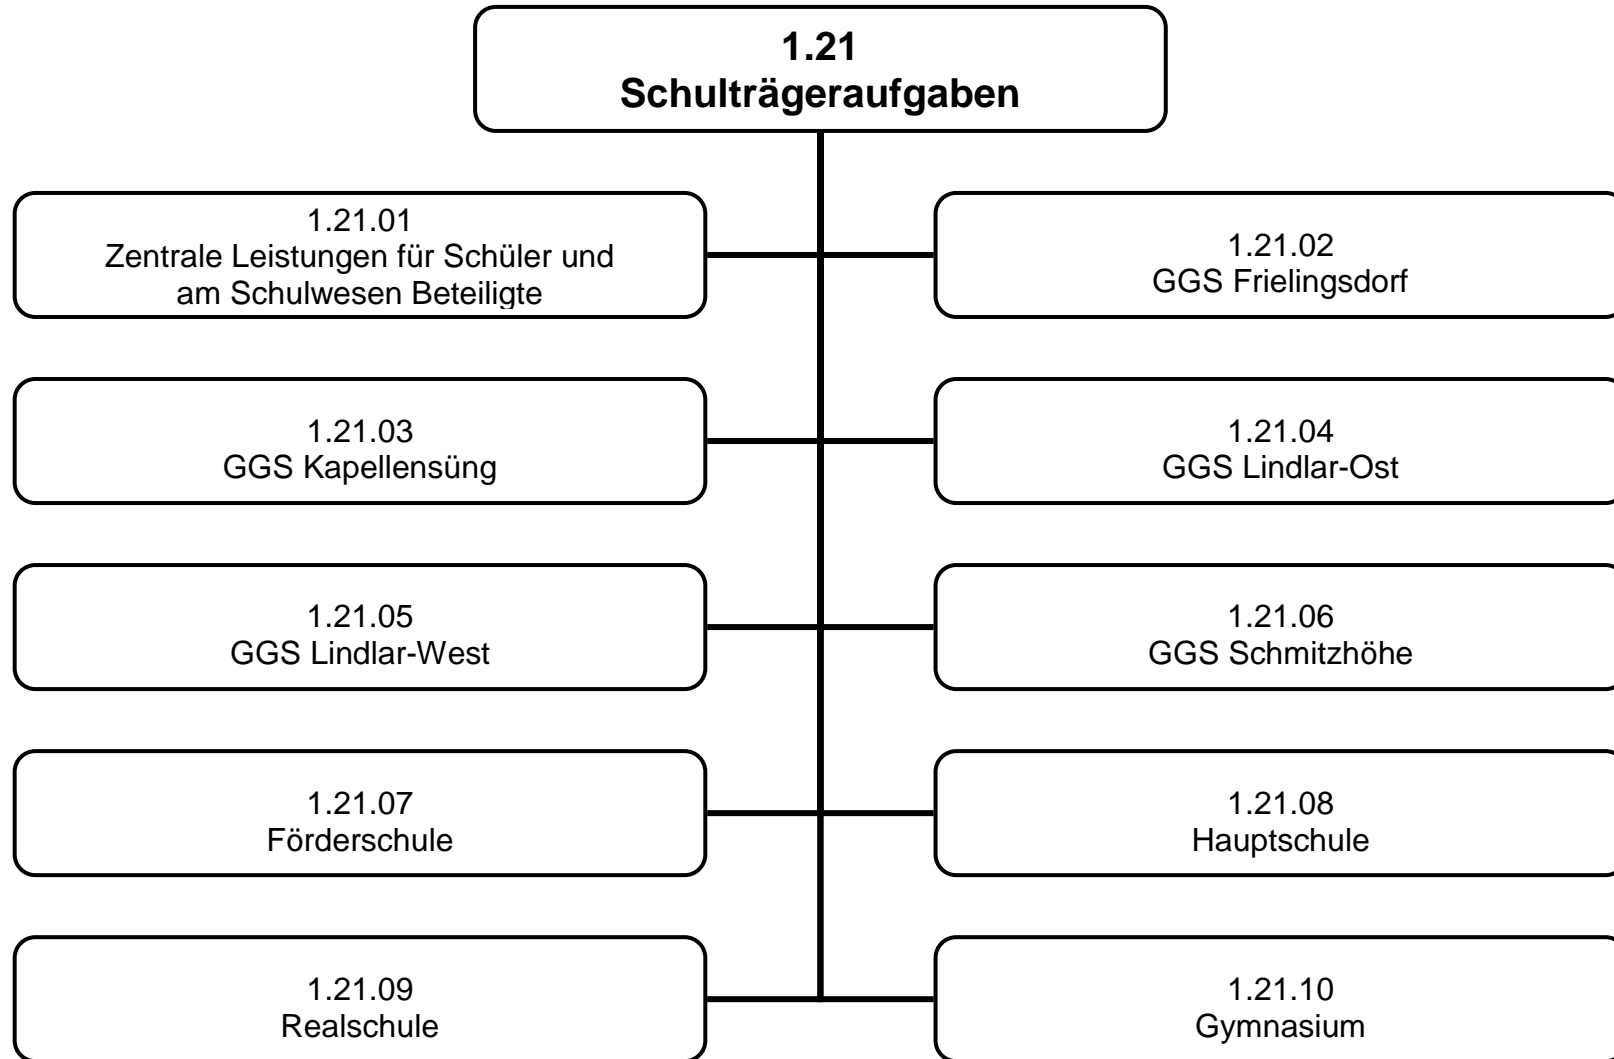 1.21
Schulträgeraufgaben
1.21.01
Zentrale Leistungen für Schüler und
am Schulwesen Beteiligte
1.21.02
GGS Frielingsdorf
1.21.03
GGS Kapellensüng
1.21.04
GGS Lindlar-Ost
1.21.05
GGS Lindlar-West
1.21.06
GGS Schmitzhöhe
1.21.07
Förderschule
1.21.08
Hauptschule
1.21.09
Realschule
1.21.10
Gymnasium